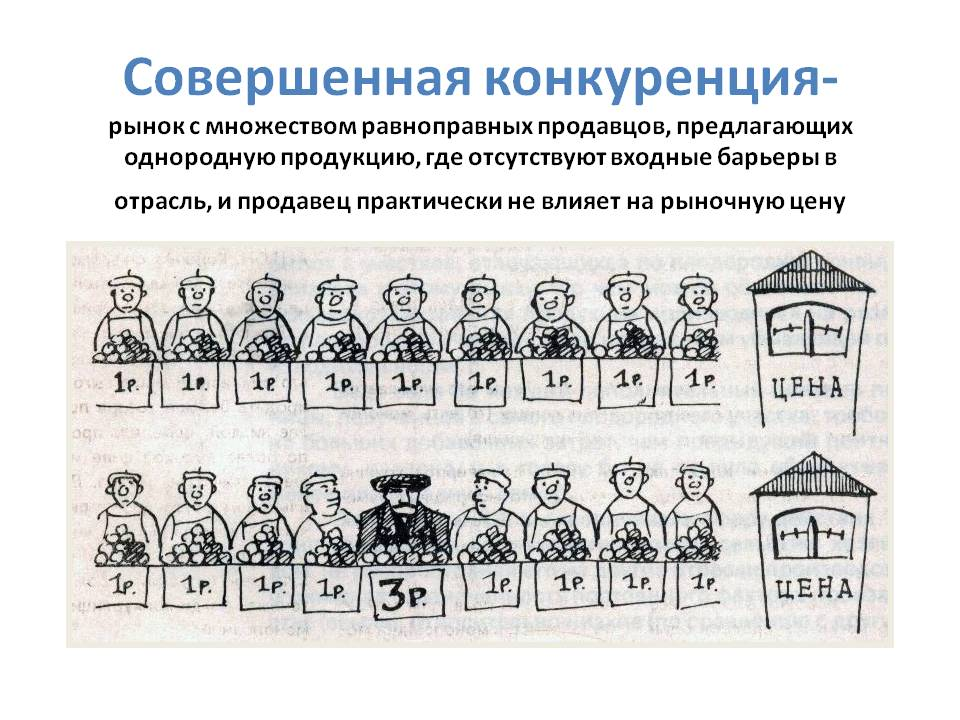 Совершенная конкуренция-
рынок с множеством равноправных продавцов, предлагающих
однородную продукцию, где отсутствуют входные барьеры в
отрасль, и продавец практически не влияет на рыночную цену
1р. 1р. 1р. 1р. 1р. 1р. 1р. 1р. 1р.
ЦЕНА
1р. 1р. 1р. 1р. 3р. 1р. 1р. 1р. 1р.
ЦЕНА